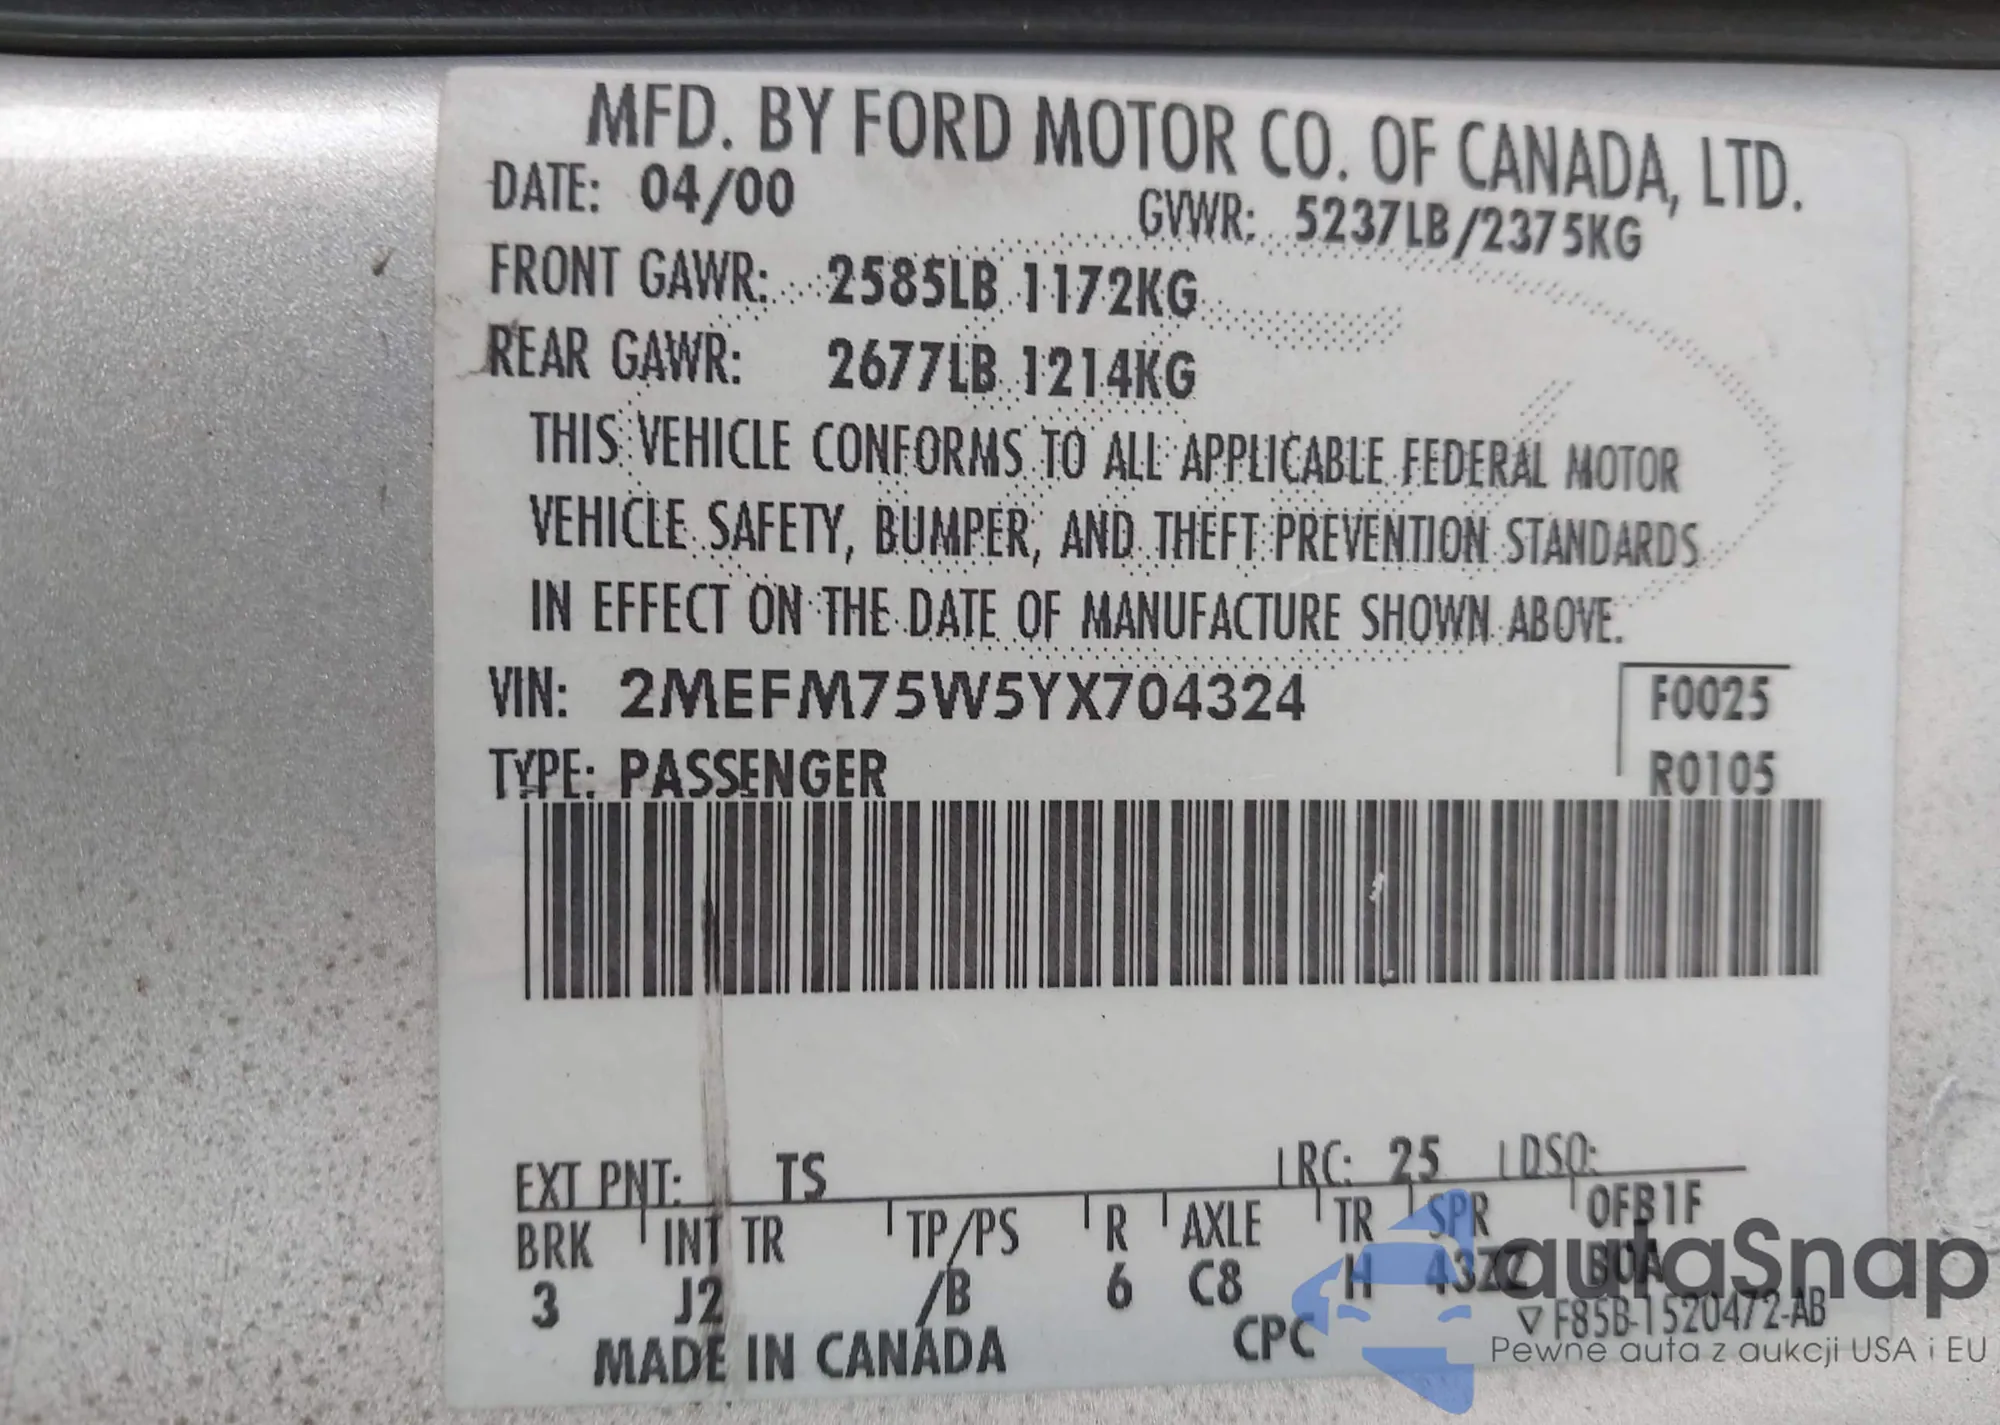 MFD. BY FORD MOTOR CO. OF CANADA, LTD.
DATE: 04/00
GVWR: 5237LB/2375KG
FRONT GAWR: 2585LB 1172KG
REAR GAWR: 2677LB 1214KG
THIS VEHICLE CONFORMS TO ALL APPLICABLE FEDERAL MOTOR
VEHICLE SAFETY, BUMPER, AND THEFT PREVENTION STANDARDS
IN EFFECT ON THE DATE OF MANUFACTURE SHOWN ABOVE.
VIN: 2MEFM75W5YX704324
F0025
TYPE: PASSENGER
R0105
EXT PNT: TS RC: 25 DSO:
BRK INT TR TP/PS R AXLE TR SPR 0FB1F
3 J2 /B 6 C8 H 43ZZ B0A
MADE IN CANADA CPC F85B-1520472-AB
autaSnap
Pewne auta z aukcji USA i EU